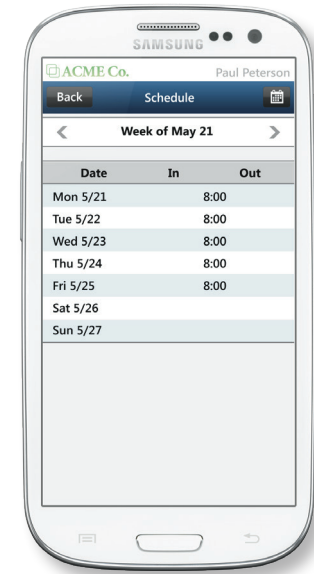 SAMSUNG
ACME Co. Paul Peterson
Back Schedule
Week of May 21
Date In Out
Mon 5/21 8:00
Tue 5/22 8:00
Wed 5/23 8:00
Thu 5/24 8:00
Fri 5/25 8:00
Sat 5/26
Sun 5/27